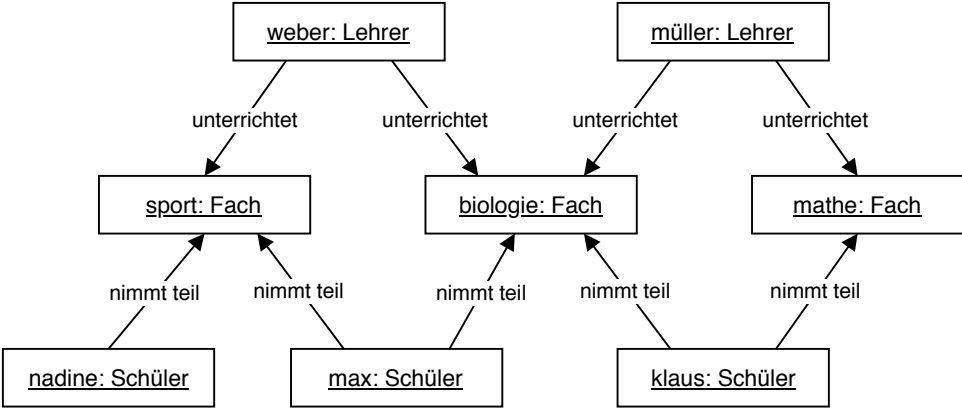 weber: Lehrer
müller: Lehrer
unterrichtet
unterrichtet
unterrichtet
unterrichtet
sport: Fach
biologie: Fach
mathe: Fach
nimmt teil
nimmt teil
nimmt teil
nimmt teil
nimmt teil
nadine: Schüler
max: Schüler
klaus: Schüler